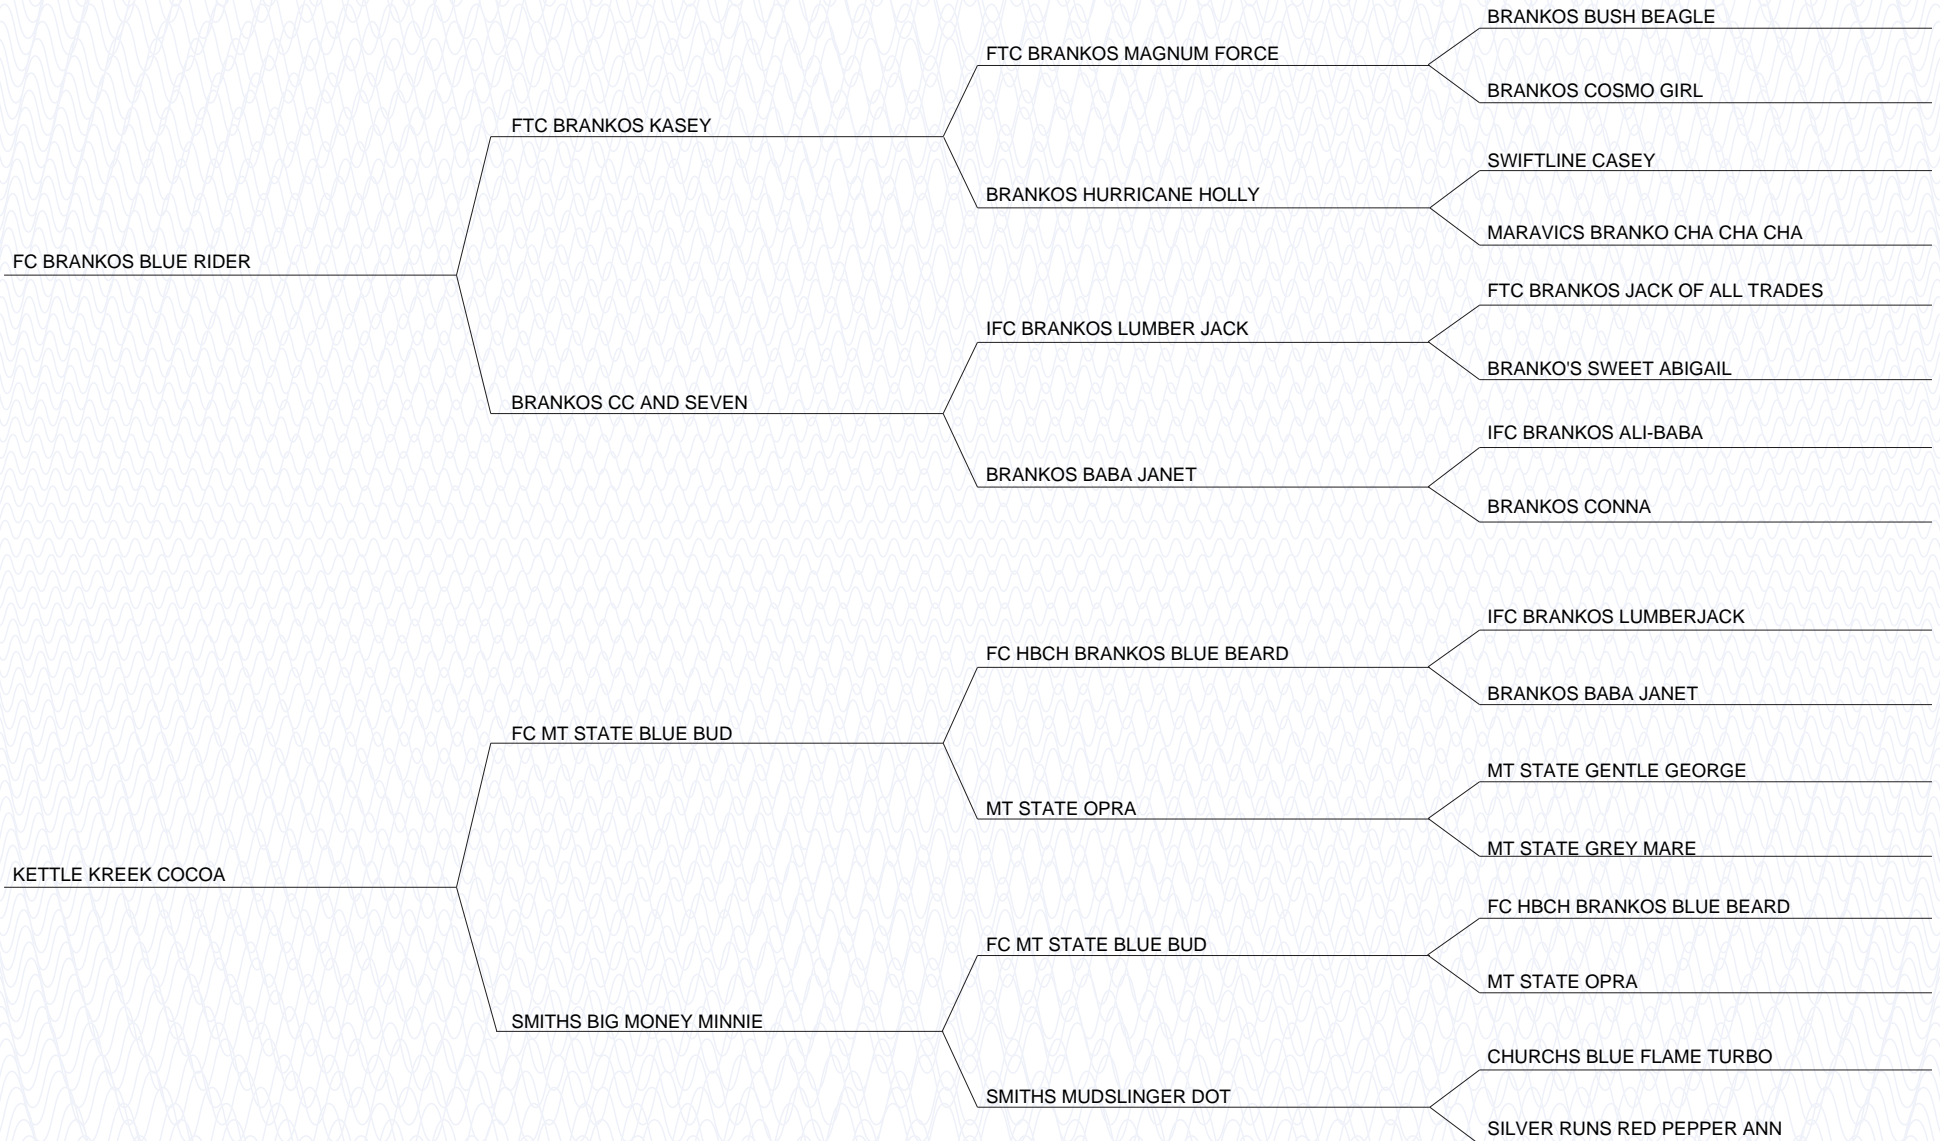 BRANKOS BUSH BEAGLE
FTC BRANKOS MAGNUM FORCE
BRANKOS COSMO GIRL
FTC BRANKOS KASEY
SWIFTLINE CASEY
BRANKOS HURRICANE HOLLY
MARAVICS BRANKO CHA CHA CHA
FC BRANKOS BLUE RIDER
FTC BRANKOS JACK OF ALL TRADES
IFC BRANKOS LUMBER JACK
BRANKO'S SWEET ABIGAIL
BRANKOS CC AND SEVEN
IFC BRANKOS ALI-BABA
BRANKOS BABA JANET
BRANKOS CONNA
IFC BRANKOS LUMBERJACK
FC HBCH BRANKOS BLUE BEARD
BRANKOS BABA JANET
FC MT STATE BLUE BUD
MT STATE GENTLE GEORGE
MT STATE OPRA
MT STATE GREY MARE
KETTLE KREEK COCOA
FC HBCH BRANKOS BLUE BEARD
FC MT STATE BLUE BUD
MT STATE OPRA
SMITHS BIG MONEY MINNIE
CHURCHS BLUE FLAME TURBO
SMITHS MUDSLINGER DOT
SILVER RUNS RED PEPPER ANN